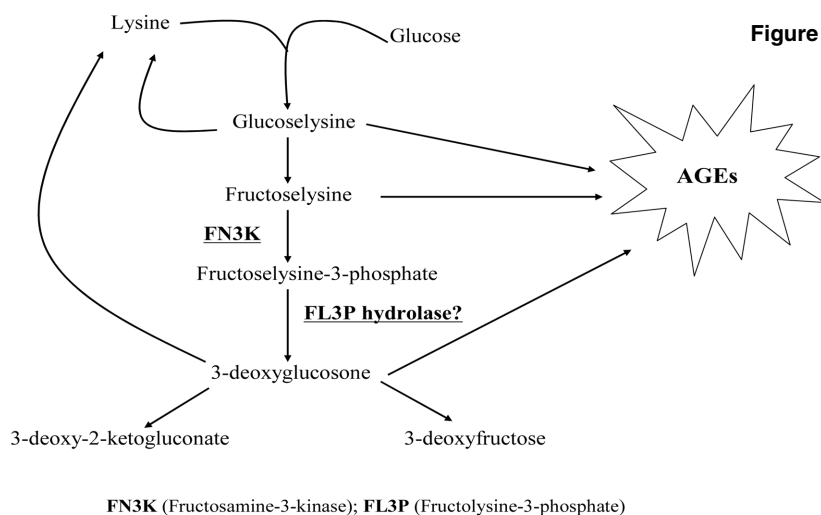 Lysine
Glucose
Figure
Glucoselysine
AGEs
Fructoselysine
FN3K
Fructoselysine-3-phosphate
FL3P hydrolase?
3-deoxyglucosone
3-deoxy-2-ketogluconate
3-deoxyfructose
FN3K (Fructosamine-3-kinase); FL3P (Fructolysine-3-phosphate)